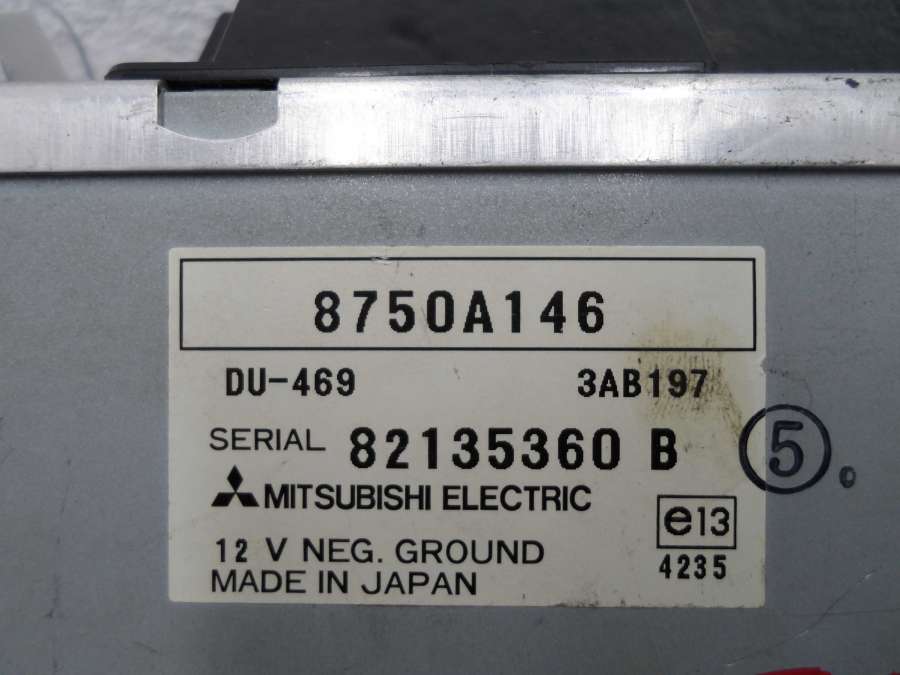 8750A146
DU-469 3AB197
SERIAL 82135360 B
5.
MITSUBISHI ELECTRIC
e13
12 V NEG. GROUND
4235
MADE IN JAPAN